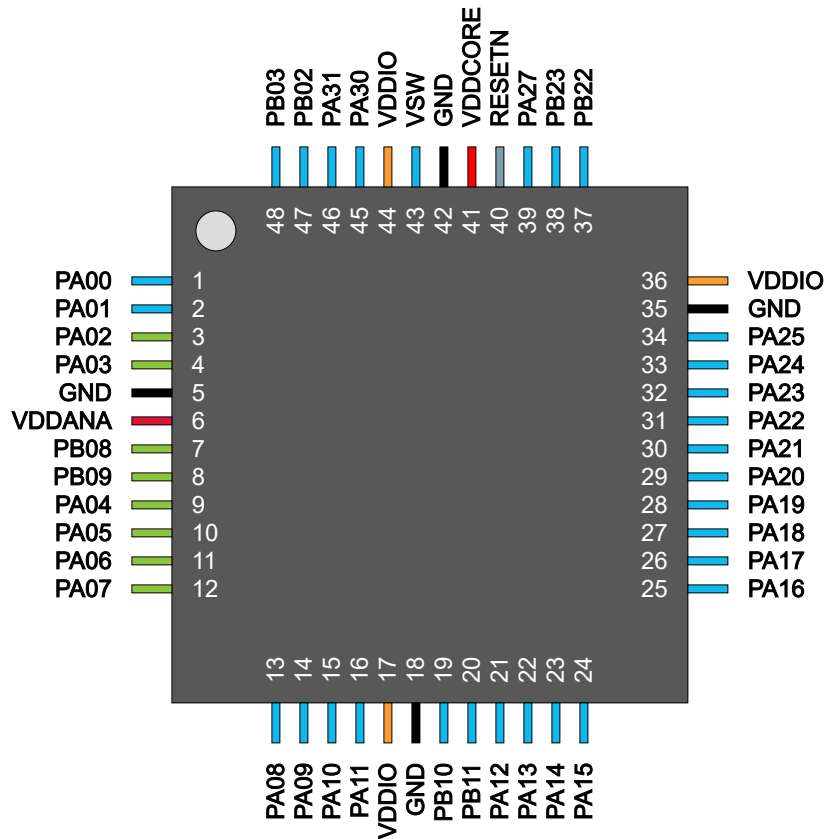 PB03 PB02 PA31 PA30 VDDIO VSW GND VDDCORE RESETN PA27 PB23 PB22
48 47 46 45 44 43 42 41 40 39 38 37
PA00 1
PA01 2
PA02 3
PA03 4
GND 5
VDDANA 6
PB08 7
PB09 8
PA04 9
PA05 10
PA06 11
PA07 12
36 VDDIO
35 GND
34 PA25
33 PA24
32 PA23
31 PA22
30 PA21
29 PA20
28 PA19
27 PA18
26 PA17
25 PA16
13 14 15 16 17 18 19 20 21 22 23 24
PA08 PA09 PA10 PA11 VDDIO GND PB10 PB11 PA12 PA13 PA14 PA15